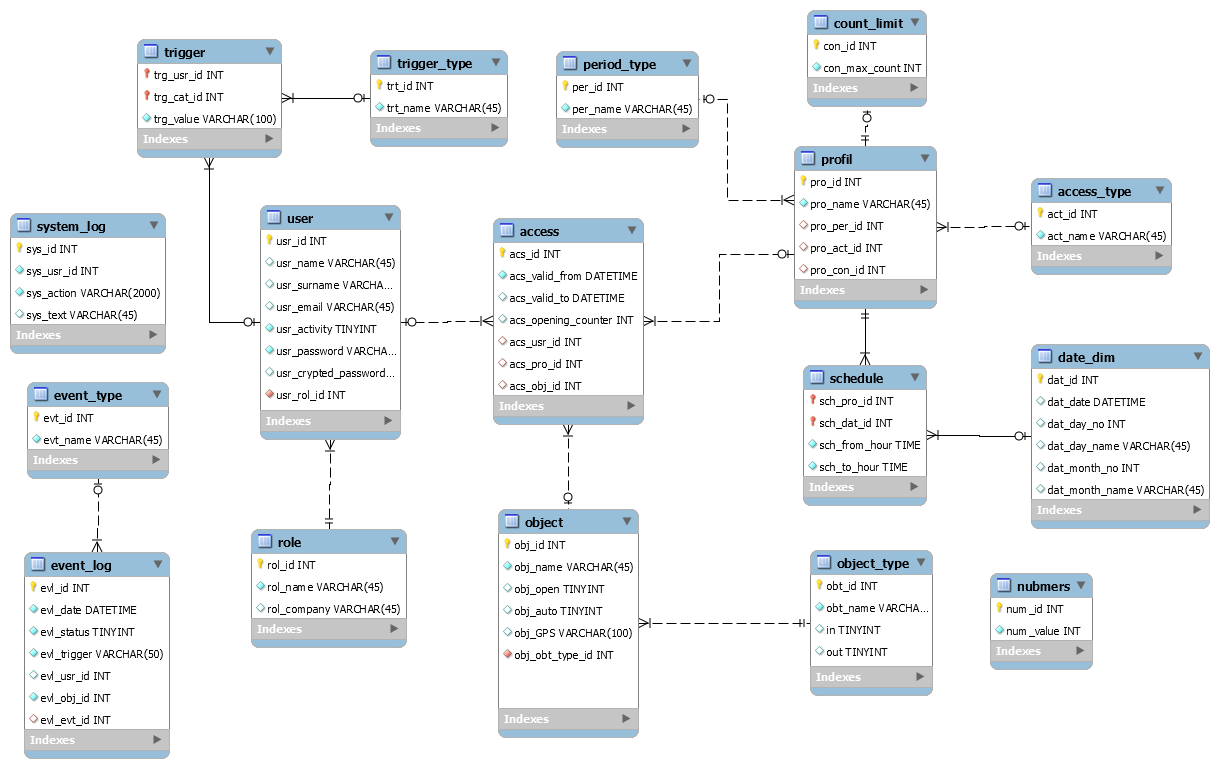 trigger
trg_usr_id INT
trg_cat_id INT
trg_value VARCHAR(100)
Indexes
trigger_type
trt_id INT
trt_name VARCHAR(45)
Indexes
period_type
per_id INT
per_name VARCHAR(45)
Indexes
count_limit
con_id INT
con_max_count INT
Indexes
profil
pro_id INT
pro_name VARCHAR(45)
pro_per_id INT
pro_act_id INT
pro_con_id INT
Indexes
access_type
act_id INT
act_name VARCHAR(45)
Indexes
system_log
sys_id INT
sys_usr_id INT
sys_action VARCHAR(2000)
sys_text VARCHAR(45)
Indexes
user
usr_id INT
usr_name VARCHAR(45)
usr_surname VARCHA...
usr_email VARCHAR(45)
usr_activity TINYINT
usr_password VARCHA...
usr_crypted_password...
usr_rol_id INT
Indexes
access
acs_id INT
acs_valid_from DATETIME
acs_valid_to DATETIME
acs_opening_counter INT
acs_usr_id INT
acs_pro_id INT
acs_obj_id INT
Indexes
schedule
sch_pro_id INT
sch_dat_id INT
sch_from_hour TIME
sch_to_hour TIME
Indexes
date_dim
dat_id INT
dat_date DATETIME
dat_day_no INT
dat_day_name VARCHAR(45)
dat_month_no INT
dat_month_name VARCHAR(45)
Indexes
event_type
evt_id INT
evt_name VARCHAR(45)
Indexes
event_log
evl_id INT
evl_date DATETIME
evl_status TINYINT
evl_trigger VARCHAR(50)
evl_usr_id INT
evl_obj_id INT
evl_evt_id INT
Indexes
role
rol_id INT
rol_name VARCHAR(45)
rol_company VARCHAR(45)
Indexes
object
obj_id INT
obj_name VARCHAR(45)
obj_open TINYINT
obj_auto TINYINT
obj_GPS VARCHAR(100)
obj_obt_type_id INT
Indexes
object_type
obt_id INT
obt_name VARCHA...
in TINYINT
out TINYINT
Indexes
nubmers
num_id INT
num_value INT
Indexes